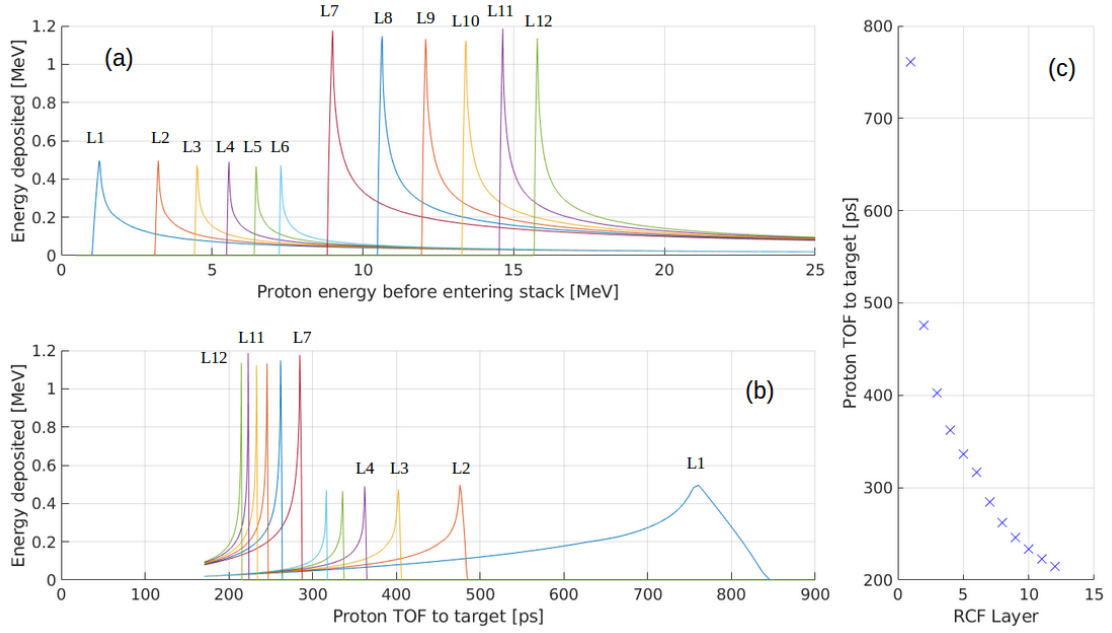 L7
L8
L9
L10
L11
L12
1.2
1
0.8
0.6
0.4
0.2
0
(a)
L1
L2
L3
L4
L5
L6
Energy deposited [MeV]
0
5
10
15
20
25
Proton energy before entering stack [MeV]
L12
L11
L7
1.2
1
0.8
0.6
0.4
0.2
0
(b)
L4
L3
L2
L1
Energy deposited [MeV]
0
100
200
300
400
500
600
700
800
900
Proton TOF to target [ps]
800
700
600
500
400
300
200
(c)
Proton TOF to target [ps]
0
5
10
15
RCF Layer